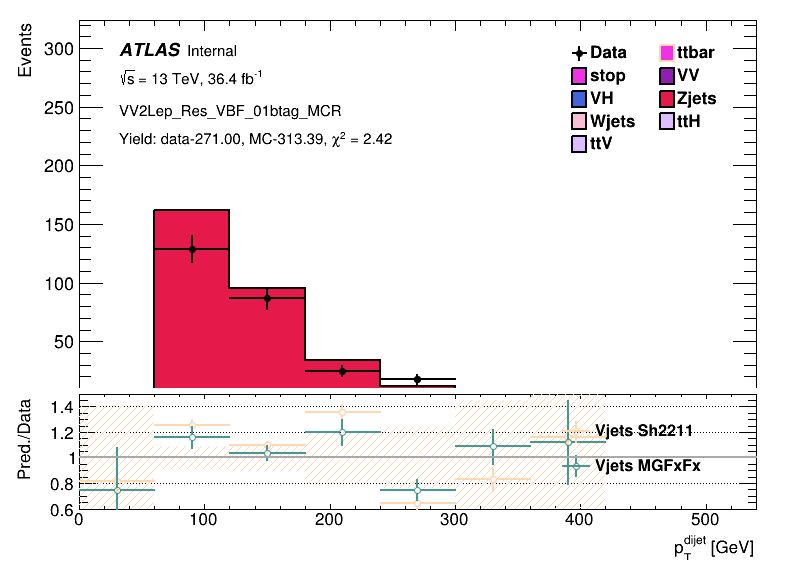 Events
300
250
200
150
100
50
ATLAS Internal
√s = 13 TeV, 36.4 fb⁻¹
VV2Lep_Res_VBF_01btag_MCR
Yield: data-271.00, MC-313.39, χ² = 2.42
Data
ttbar
stop
VV
VH
Zjets
Wjets
ttH
ttV
Pred./Data
1.4
1.2
1
0.8
0.6
Vjets Sh2211
Vjets MGFxFx
0 100 200 300 400 500
p_T^dijet [GeV]